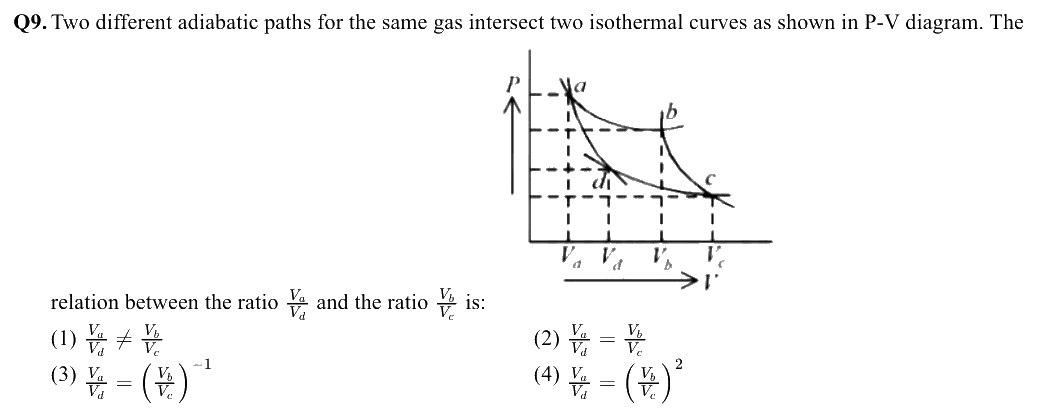 Q9. Two different adiabatic paths for the same gas intersect two isothermal curves as shown in P-V diagram. The
P
a
b
c
d
V_a V_d V_b V_c
V
relation between the ratio V_a/V_d and the ratio V_b/V_c is:
(1) V_a/V_d ≠ V_b/V_c (2) V_a/V_d = V_b/V_c
(3) V_a/V_d = (V_b/V_c)^-1 (4) V_a/V_d = (V_b/V_c)^2